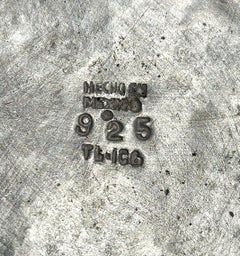 HECHO EN
MEXICO
925
TL-166